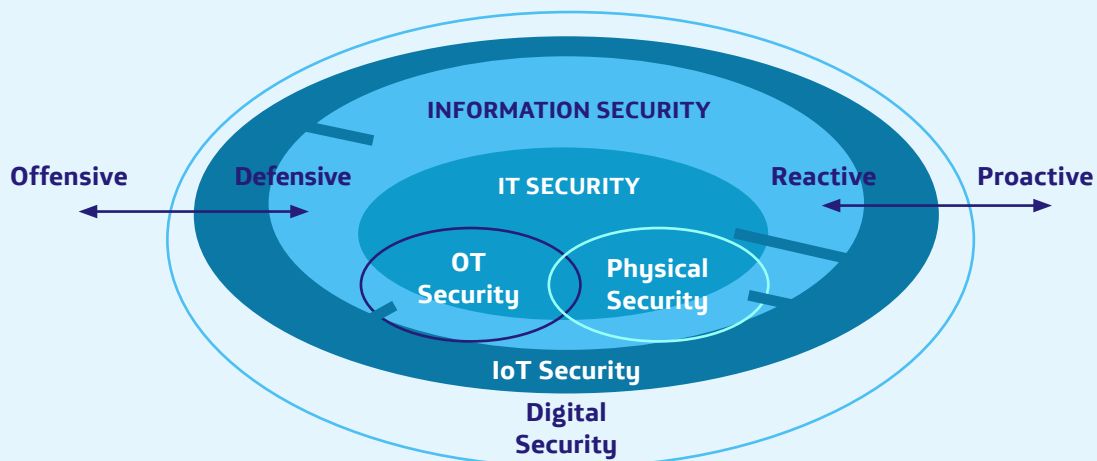 INFORMATION SECURITY
Offensive
Defensive
IT SECURITY
Reactive
Proactive
OT
Security
Physical
Security
IoT Security
Digital
Security